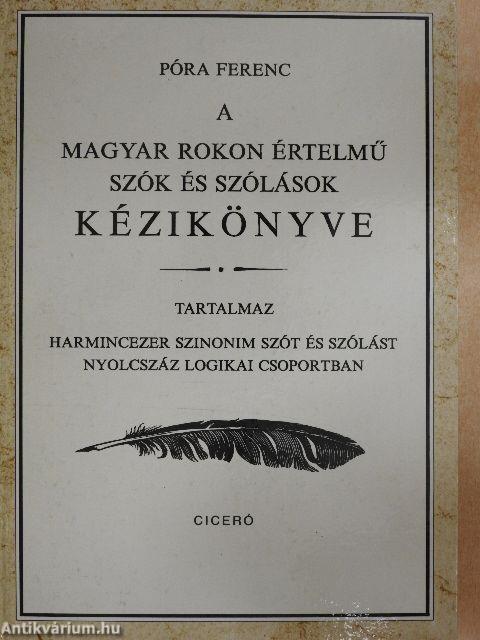 PÓRA FERENC
A
MAGYAR ROKON ÉRTELMŰ
SZÓK ÉS SZÓLÁSOK
KÉZIKÖNYVE
TARTALMAZ
HARMINCEZER SZINONIM SZÓT ÉS SZÓLÁST
NYOLCSZÁZ LOGIKAI CSOPORTBAN
CICERÓ
Antikvárium.hu